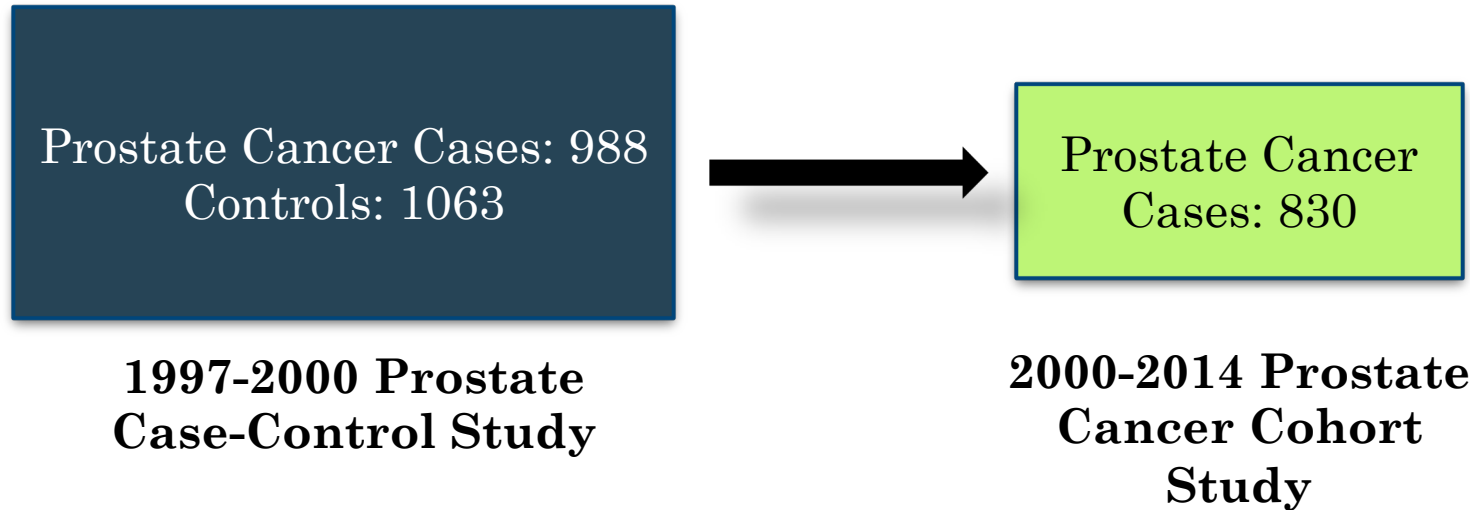 Prostate Cancer Cases: 988
Controls: 1063
Prostate Cancer
Cases: 830
1997-2000 Prostate
Case-Control Study
2000-2014 Prostate
Cancer Cohort
Study